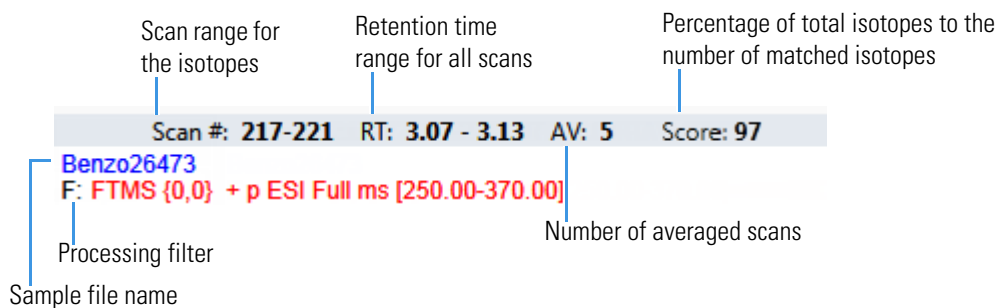 Scan range for
the isotopes
Retention time
range for all scans
Percentage of total isotopes to the
number of matched isotopes
Scan #: 217-221 RT: 3.07 - 3.13 AV: 5 Score: 97
Benzo26473
F: FTMS {0,0} + p ESI Full ms [250.00-370.00]
Number of averaged scans
Processing filter
Sample file name